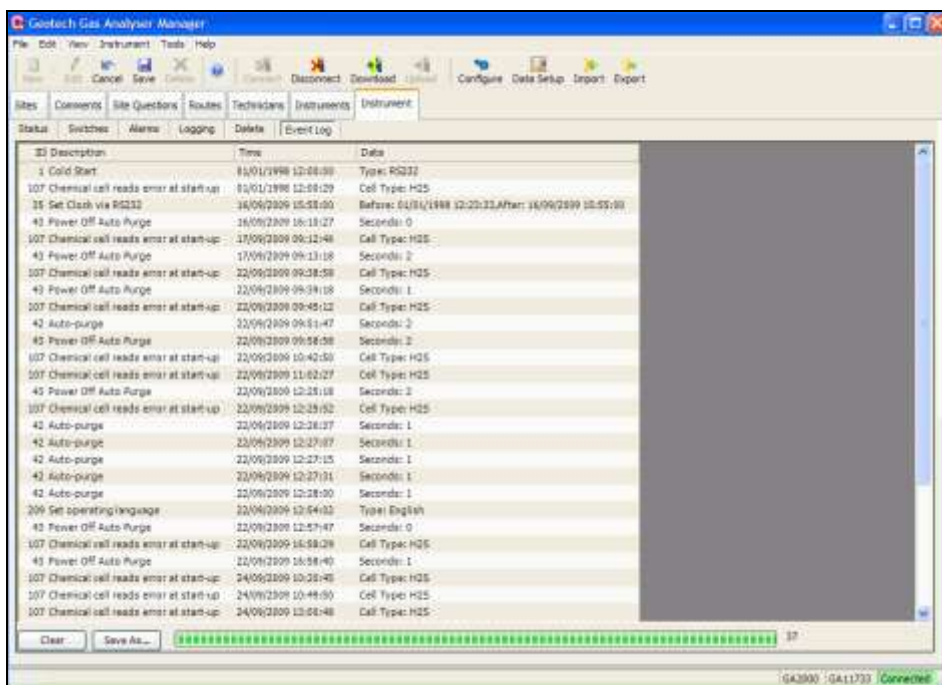 Geotech Gas Analyser Manager
File Edit View Instrument Tools Help
New Edit Cancel Save Delete Connect Disconnect Download Upload Configure Data Setup Import Export
Sites Comments Site Questions Routes Technicians Instruments Instrument
Status Switches Alarms Logging Delete Event Log
ID Description Time Data
1 Cold Start 01/01/1998 12:00:00 Type: RS232
107 Chemical cell reads error at start-up 01/01/1998 12:00:29 Cell Type: H2S
35 Set Clock via RS232 16/09/2009 15:55:00 Before: 01/01/1998 12:23:33,After: 16/09/2009 15:55:00
43 Power Off Auto Purge 16/09/2009 16:10:27 Seconds: 0
107 Chemical cell reads error at start-up 17/09/2009 09:12:46 Cell Type: H2S
43 Power Off Auto Purge 17/09/2009 09:13:18 Seconds: 2
107 Chemical cell reads error at start-up 22/09/2009 09:38:59 Cell Type: H2S
43 Power Off Auto Purge 22/09/2009 09:39:18 Seconds: 1
107 Chemical cell reads error at start-up 22/09/2009 09:45:12 Cell Type: H2S
42 Auto-purge 22/09/2009 09:51:47 Seconds: 2
43 Power Off Auto Purge 22/09/2009 09:58:58 Seconds: 2
107 Chemical cell reads error at start-up 22/09/2009 10:42:50 Cell Type: H2S
107 Chemical cell reads error at start-up 22/09/2009 11:02:27 Cell Type: H2S
43 Power Off Auto Purge 22/09/2009 12:25:18 Seconds: 2
107 Chemical cell reads error at start-up 22/09/2009 12:25:52 Cell Type: H2S
42 Auto-purge 22/09/2009 12:26:37 Seconds: 1
42 Auto-purge 22/09/2009 12:27:07 Seconds: 1
42 Auto-purge 22/09/2009 12:27:15 Seconds: 1
42 Auto-purge 22/09/2009 12:27:31 Seconds: 1
42 Auto-purge 22/09/2009 12:28:00 Seconds: 1
209 Set operating language 22/09/2009 12:54:02 Type: English
43 Power Off Auto Purge 22/09/2009 12:57:47 Seconds: 0
107 Chemical cell reads error at start-up 22/09/2009 16:58:29 Cell Type: H2S
43 Power Off Auto Purge 22/09/2009 16:58:40 Seconds: 1
107 Chemical cell reads error at start-up 24/09/2009 10:20:45 Cell Type: H2S
107 Chemical cell reads error at start-up 24/09/2009 10:46:50 Cell Type: H2S
107 Chemical cell reads error at start-up 24/09/2009 Cell Type: H2S
Clear Save As... 37
GA2000 GA11733 Connected